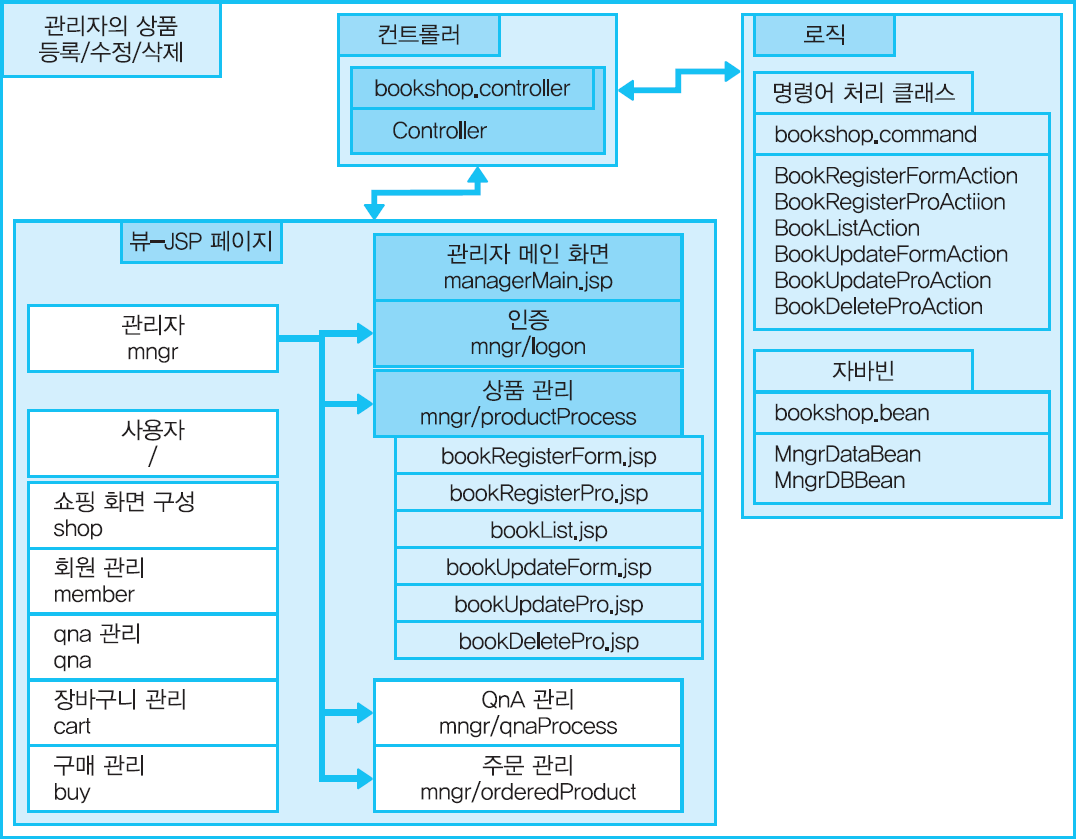 관리자의 상품
등록/수정/삭제
컨트롤러
bookshop.controller
Controller
로직
명령어 처리 클래스
bookshop.command
BookRegisterFormAction
BookRegisterProActiion
BookListAction
BookUpdateFormAction
BookUpdateProAction
BookDeleteProAction
자바빈
bookshop.bean
MngrDataBean
MngrDBBean
뷰-JSP 페이지
관리자
mngr
사용자
/
쇼핑 화면 구성
shop
회원 관리
member
qna 관리
qna
장바구니 관리
cart
구매 관리
buy
관리자 메인 화면
managerMain.jsp
인증
mngr/logon
상품 관리
mngr/productProcess
bookRegisterForm.jsp
bookRegisterPro.jsp
bookList.jsp
bookUpdateForm.jsp
bookUpdatePro.jsp
bookDeletePro.jsp
QnA 관리
mngr/qnaProcess
주문 관리
mngr/orderedProduct